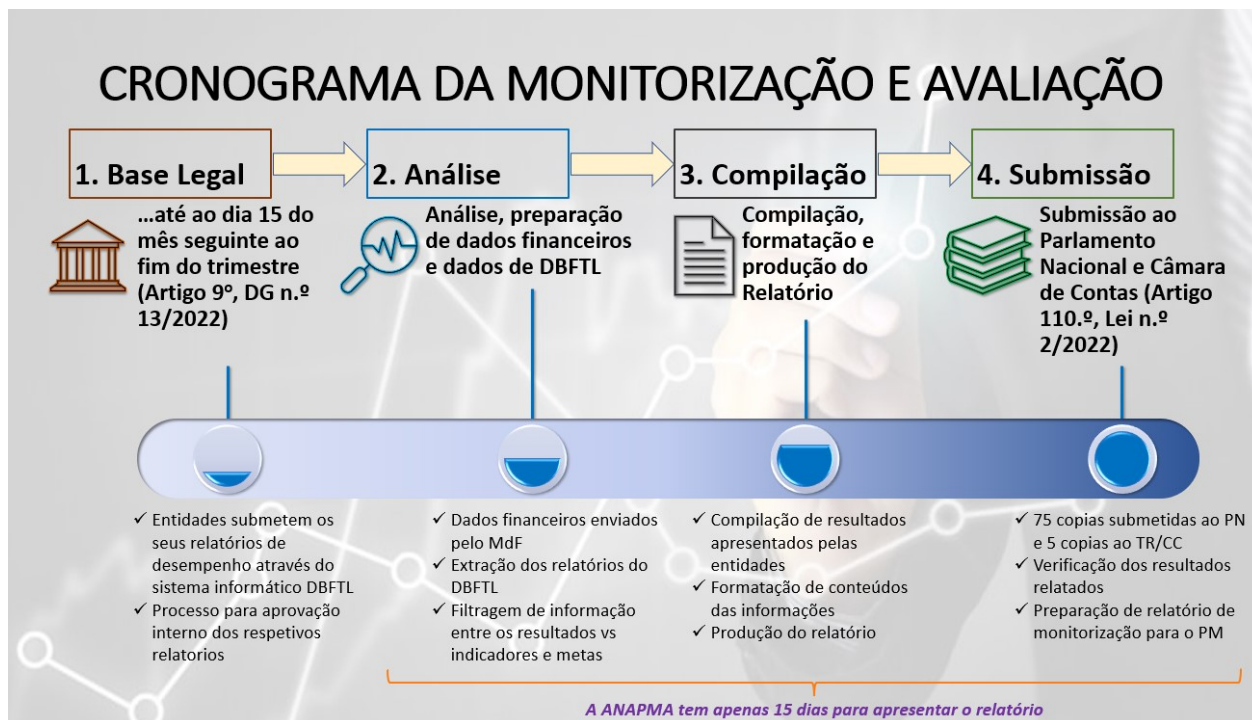 CRONOGRAMA DA MONITORIZAÇÃO E AVALIAÇÃO
1. Base Legal
…até ao dia 15 do
mês seguinte ao
fim do trimestre
(Artigo 9°, DG n.º
13/2022)
2. Análise
Análise, preparação
de dados financeiros
e dados de DBFTL
3. Compilação
Compilação,
formatação e
produção do
Relatório
4. Submissão
Submissão ao
Parlamento
Nacional e Câmara
de Contas (Artigo
110.º, Lei n.º
2/2022)
✓ Entidades submetem os
seus relatórios de
desempenho através do
sistema informático DBFTL
✓ Processo para aprovação
interno dos respetivos
relatorios
✓ Dados financeiros enviados
pelo MdF
✓ Extração dos relatórios do
DBFTL
✓ Filtragem de informação
entre os resultados vs
indicadores e metas
✓ Compilação de resultados
apresentados pelas
entidades
✓ Formatação de conteúdos
das informações
✓ Produção do relatório
✓ 75 copias submetidas ao PN
e 5 copias ao TR/CC
✓ Verificação dos resultados
relatados
✓ Preparação de relatório de
monitorização para o PM
A ANAPMA tem apenas 15 dias para apresentar o relatório